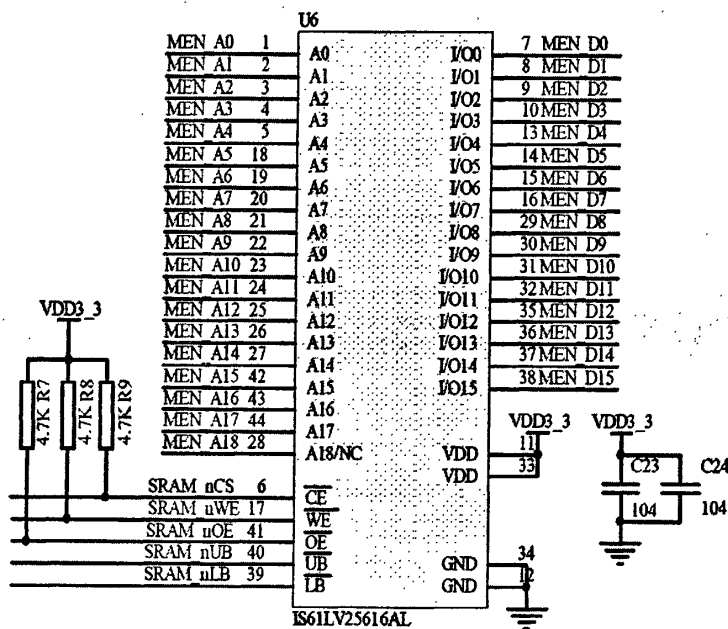 U6
MEN A0 1 A0 I/O0 7 MEN D0
MEN A1 2 A1 I/O1 8 MEN D1
MEN A2 3 A2 I/O2 9 MEN D2
MEN A3 4 A3 I/O3 10 MEN D3
MEN A4 5 A4 I/O4 13 MEN D4
MEN A5 18 A5 I/O5 14 MEN D5
MEN A6 19 A6 I/O6 15 MEN D6
MEN A7 20 A7 I/O7 16 MEN D7
MEN A8 21 A8 I/O8 29 MEN D8
MEN A9 22 A9 I/O9 30 MEN D9
MEN A10 23 A10 I/O10 31 MEN D10
MEN A11 24 A11 I/O11 32 MEN D11
MEN A12 25 A12 I/O12 35 MEN D12
MEN A13 26 A13 I/O13 36 MEN D13
MEN A14 27 A14 I/O14 37 MEN D14
MEN A15 42 A15 I/O15 38 MEN D15
MEN A16 43 A16
MEN A17 44 A17
MEN A18 28 A18/NC
VDD3_3
4.7K R7
4.7K R8
4.7K R9
VDD3_3
VDD 11
VDD 33
VDD3_3
C23
104
C24
104
SRAM nCS 6 CE
SRAM nWE 17 WE
SRAM nOE 41 OE
SRAM nUB 40 UB
SRAM nLB 39 LB
GND 34
GND 12
IS61LV25616AL